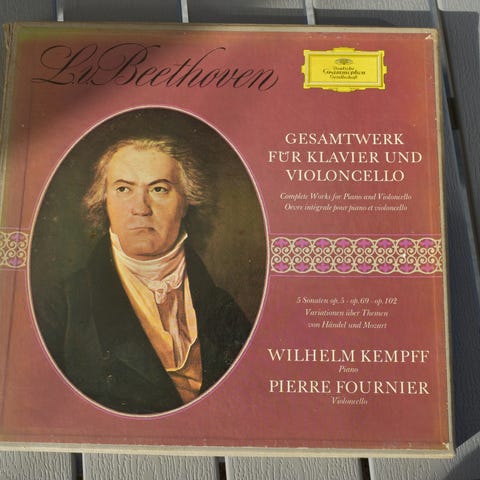 L.v.Beethoven
Deutsche
Grammophon
Gesellschaft
GESAMTWERK
FÜR KLAVIER UND
VIOLONCELLO
Complete Works for Piano and Violoncello
Oevre intégrale pour piano et violoncello
5 Sonaten op. 5 · op. 69 · op. 102
Variationen über Themen
von Händel und Mozart
WILHELM KEMPFF
Piano
PIERRE FOURNIER
Violoncello